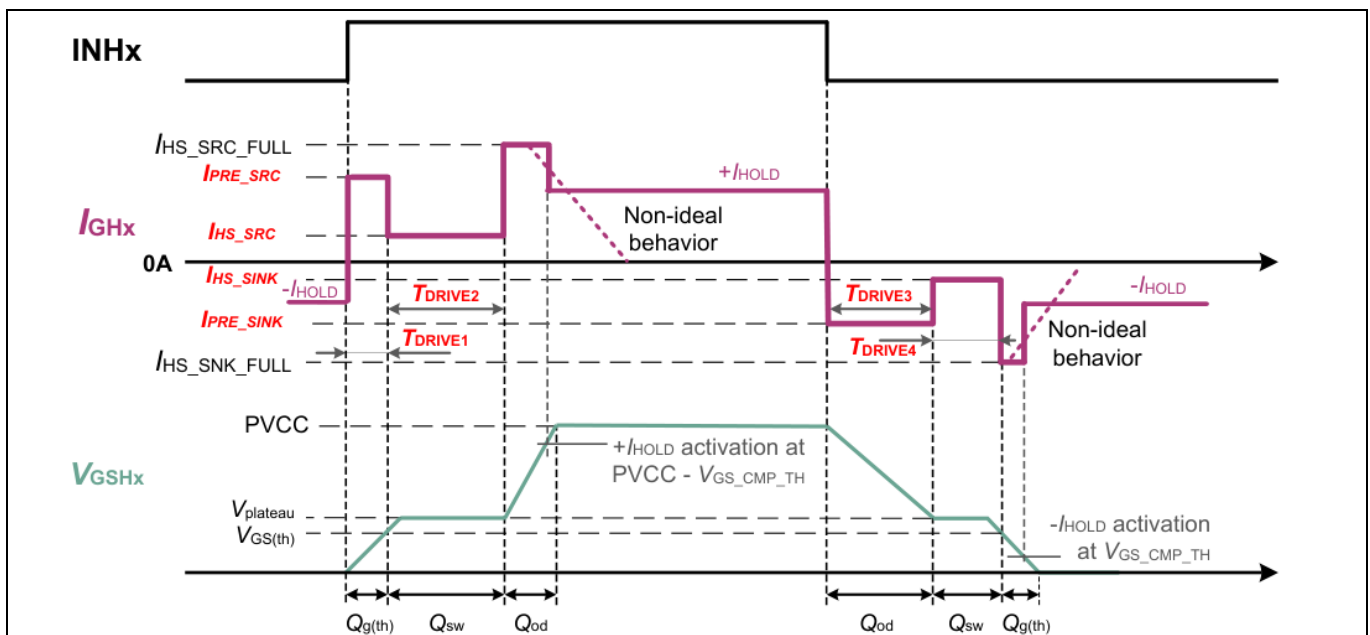 INHx
IHS_SRC_FULL
IPRE_SRC
+IHOLD
IGHx
IHS_SRC
Non-ideal
behavior
0A
IHS_SINK
-IHOLD
TDRIVE2
TDRIVE3
-IHOLD
IPRE_SINK
TDRIVE1
TDRIVE4
Non-ideal
behavior
IHS_SNK_FULL
PVCC
+IHOLD activation at
PVCC - VGS_CMP_TH
VGSHx
Vplateau
VGS(th)
-IHOLD activation
at VGS_CMP_TH
Qg(th)
Qsw
Qod
Qod
Qsw
Qg(th)